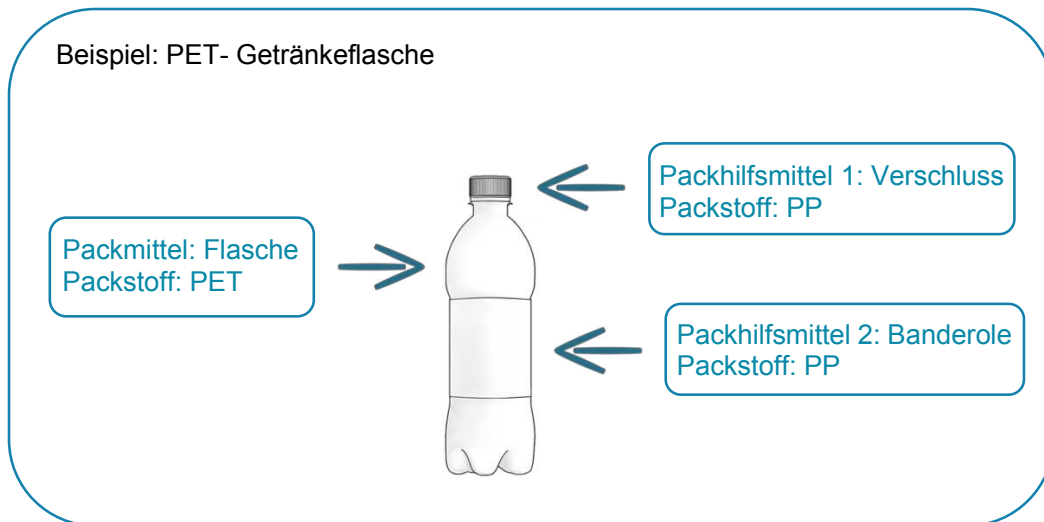 Beispiel: PET- Getränkeflasche
Packhilfsmittel 1: Verschluss
Packstoff: PP
Packmittel: Flasche
Packstoff: PET
Packhilfsmittel 2: Banderole
Packstoff: PP